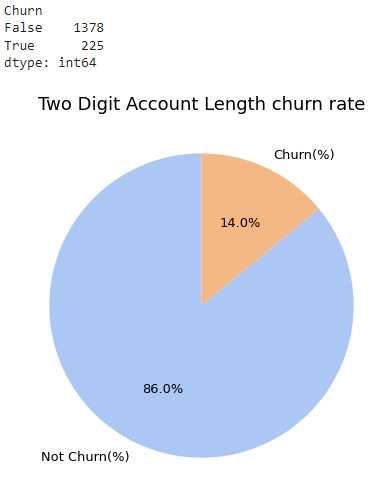 Churn
False    1378
True      225
dtype: int64
Two Digit Account Length churn rate
Churn(%)
14.0%
86.0%
Not Churn(%)